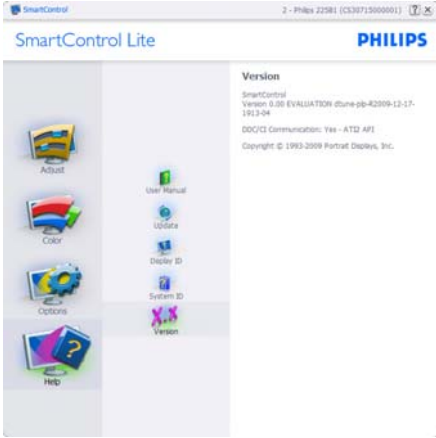 SmartControl
2 - Philips 225B1 (CS30715000001)
SmartControl Lite
PHILIPS
Version
SmartControl
Version 0.00 EVALUATION dtune-plb-R2009-12-17-
1913-04
DDC/CI Communication: Yes - ATI2 API
Copyright © 1993-2009 Portrait Displays, Inc.
Adjust
Color
Options
Help
User Manual
Update
Display ID
System ID
X.X
Version